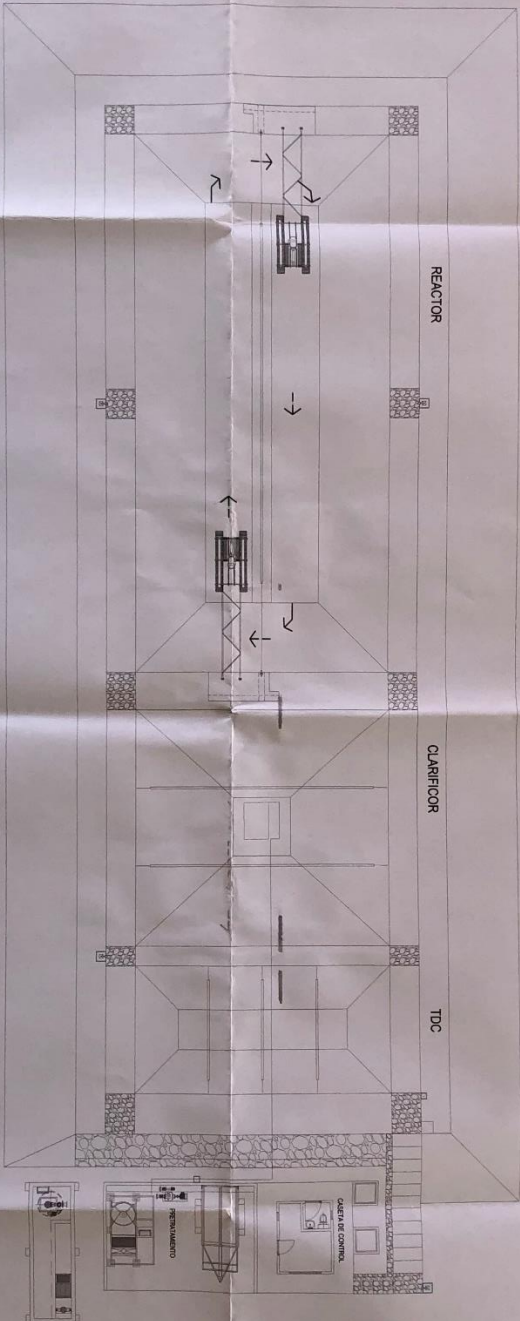 REACTOR
CLARIFICOR
TDC
CASETA DE CONTROL
PRETRATAMIENTO